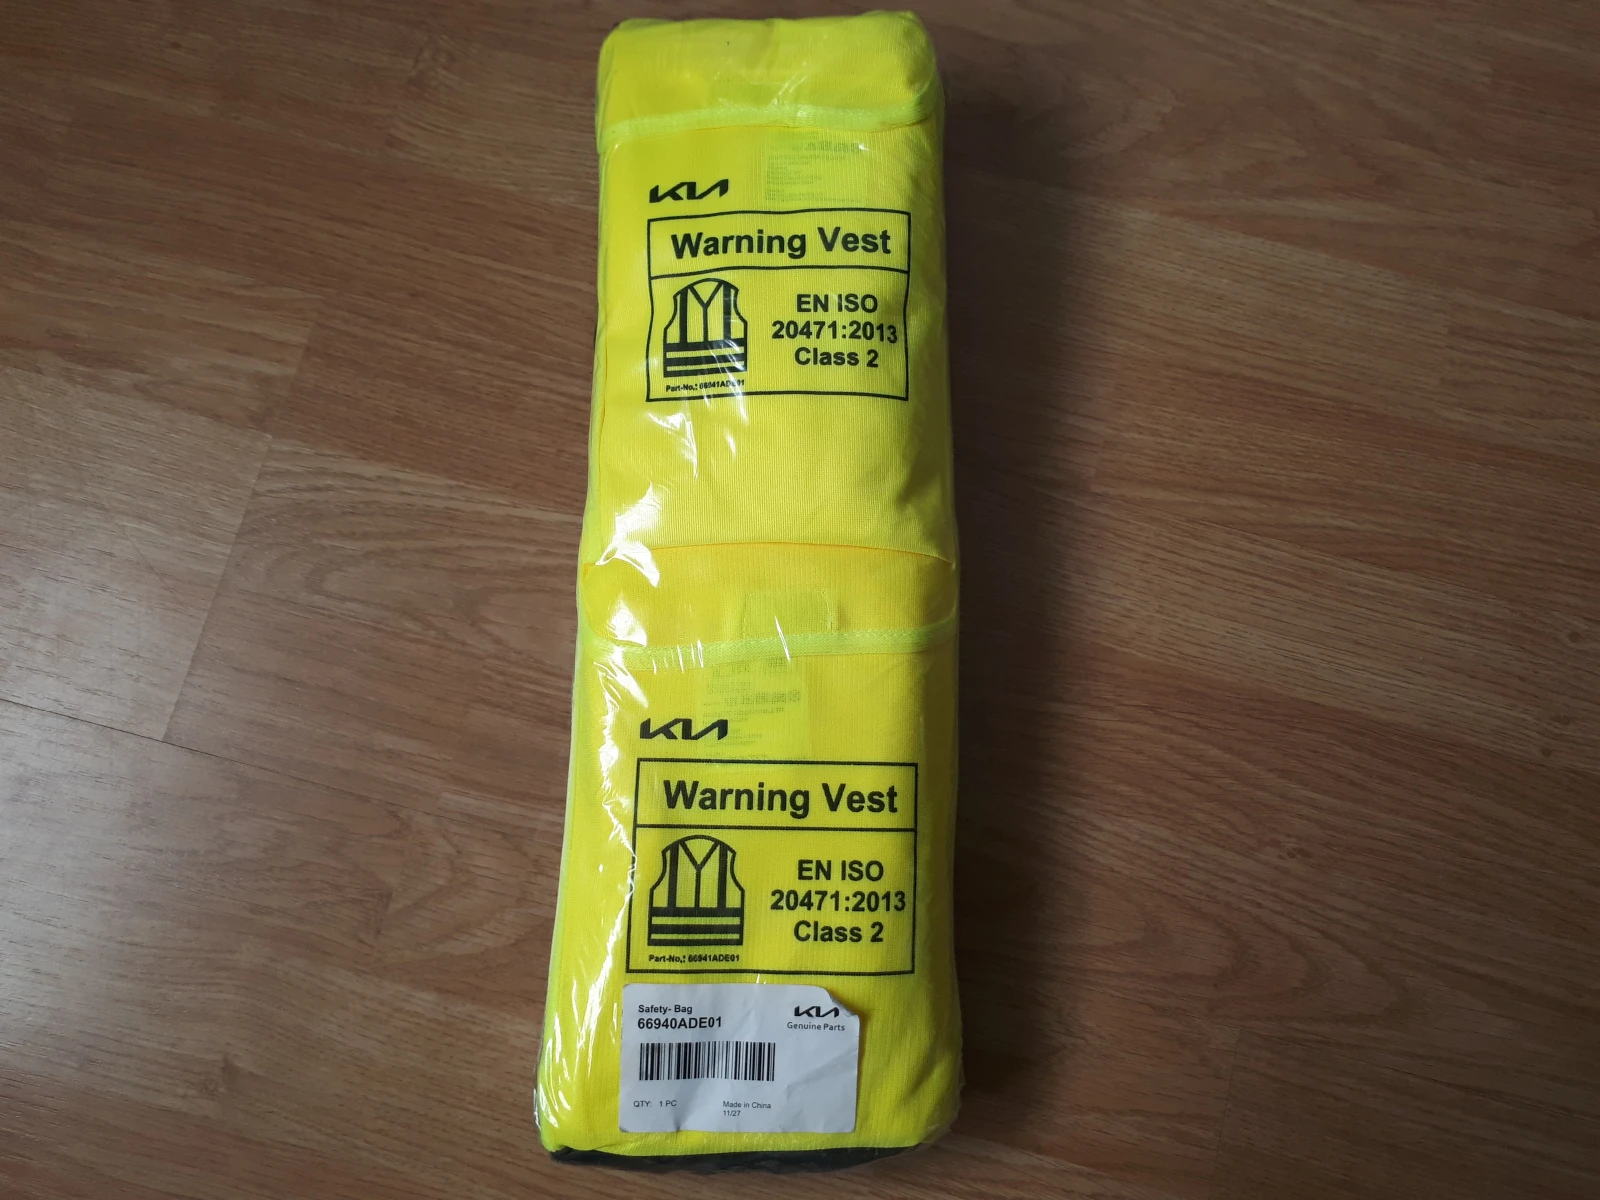 KIA
Warning Vest
EN ISO
20471:2013
Class 2
Part-No,: 66941ADE01
KIA
Warning Vest
EN ISO
20471:2013
Class 2
Part-No,: 66941ADE01
Safety- Bag
66940ADE01
KIA
Genuine Parts
QTY: 1 PC
Made in China
11/27